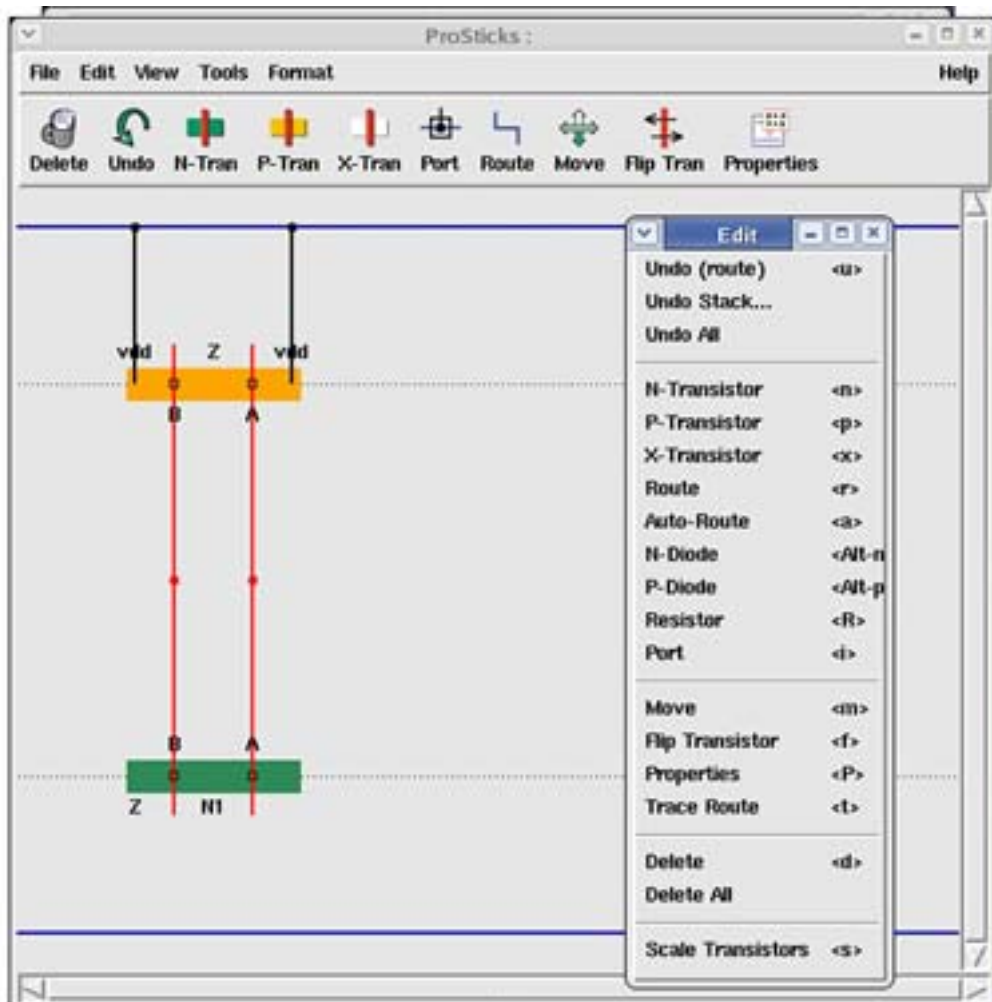 ProSticks :
File Edit View Tools Format Help
Delete Undo N-Tran P-Tran X-Tran Port Route Move Flip Tran Properties
vdd Z vdd
B A
B A
Z N1
Edit
Undo (route) <u>
Undo Stack...
Undo All
N-Transistor <n>
P-Transistor <p>
X-Transistor <x>
Route <r>
Auto-Route <a>
N-Diode <Alt-n
P-Diode <Alt-p
Resistor <R>
Port <i>
Move <m>
Flip Transistor <f>
Properties <P>
Trace Route <t>
Delete <d>
Delete All
Scale Transistors <s>